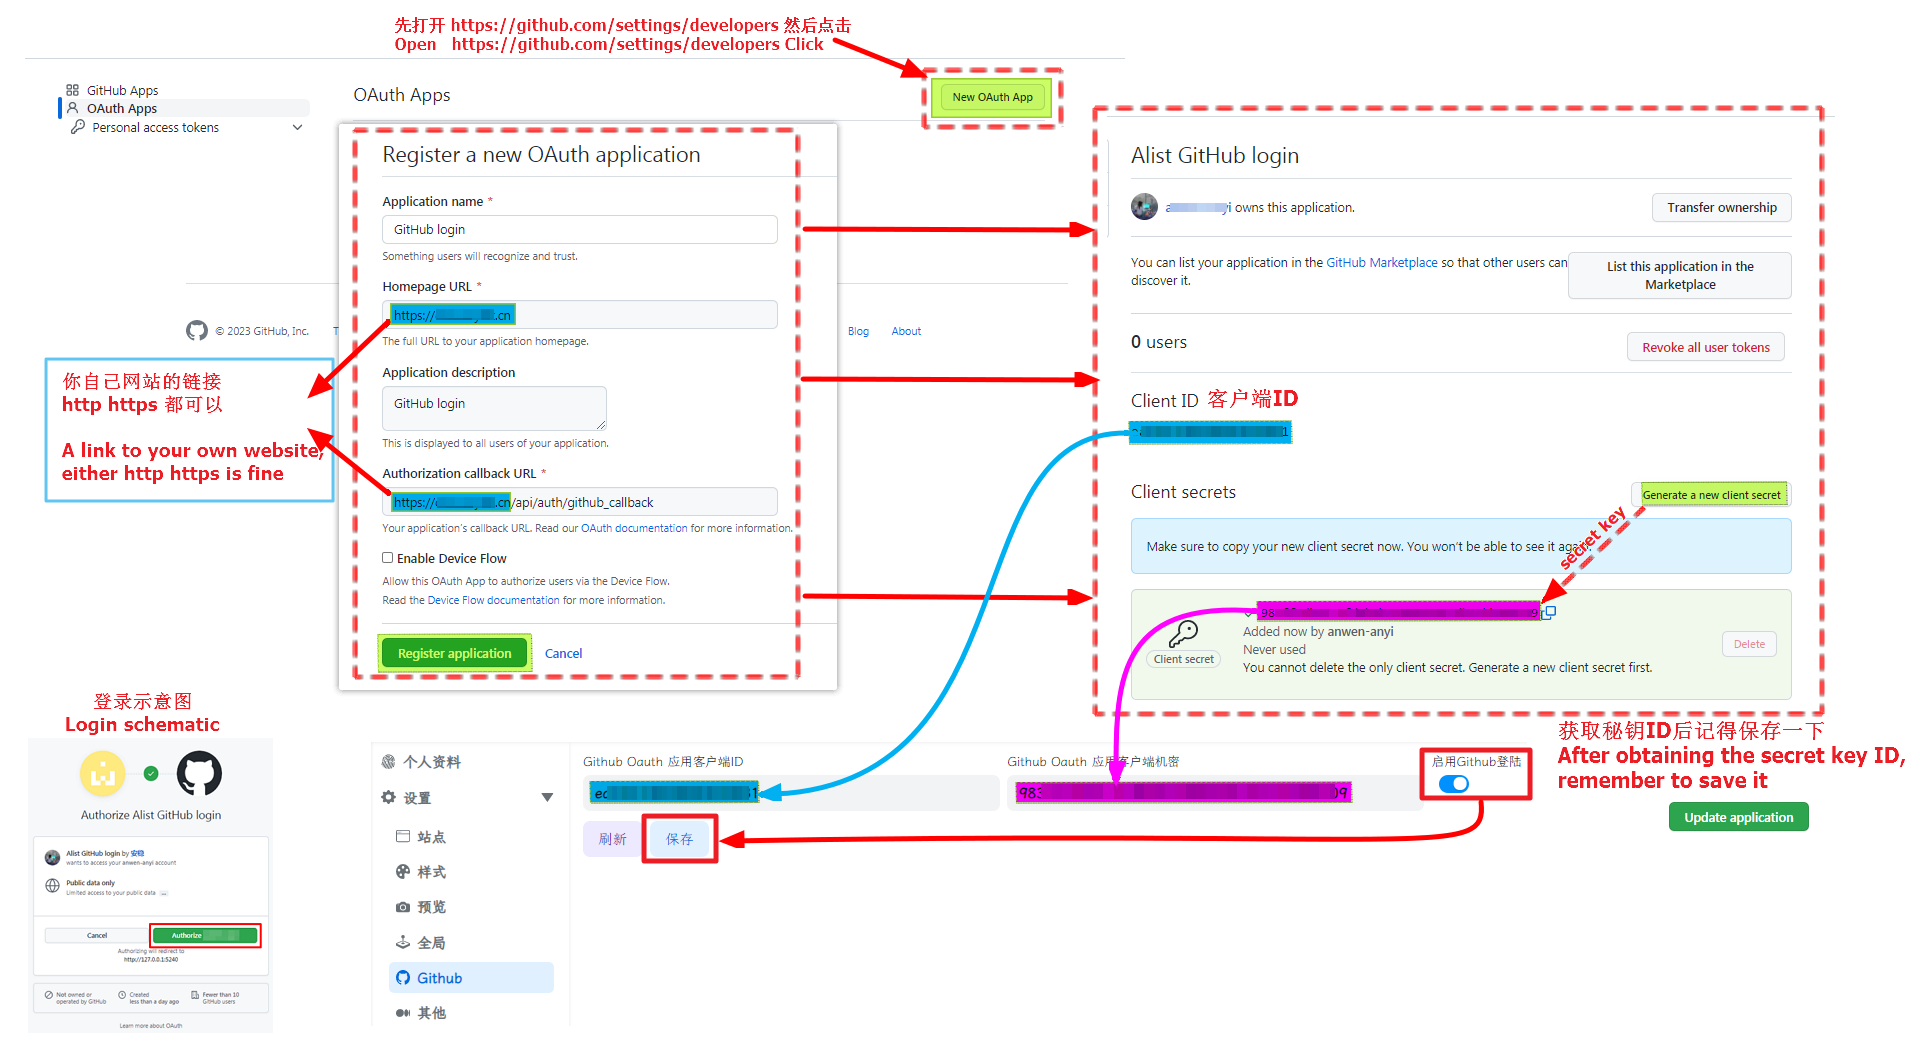 先打开 https://github.com/settings/developers 然后点击
Open https://github.com/settings/developers Click
GitHub Apps
OAuth Apps
Personal access tokens
OAuth Apps
New OAuth App
Register a new OAuth application
Application name *
GitHub login
Something users will recognize and trust.
Homepage URL *
https:// .cn
The full URL to your application homepage.
Application description
GitHub login
This is displayed to all users of your application.
Authorization callback URL *
https:// .cn/api/auth/github_callback
Your application's callback URL. Read our OAuth documentation for more information.
Enable Device Flow
Allow this OAuth App to authorize users via the Device Flow.
Read the Device Flow documentation for more information.
Register application
Cancel
© 2023 GitHub, Inc.
T
Blog
About
你自己网站的链接
http https 都可以
A link to your own website,
either http https is fine
Alist GitHub login
owns this application.
Transfer ownership
You can list your application in the GitHub Marketplace so that other users can
discover it.
List this application in the
Marketplace
0 users
Revoke all user tokens
Client ID 客户端ID
Client secrets
Generate a new client secret
secret key
Make sure to copy your new client secret now. You won't be able to see it again.
Added now by anwen-anyi
Never used
You cannot delete the only client secret. Generate a new client secret first.
Client secret
Delete
获取秘钥ID后记得保存一下
After obtaining the secret key ID,
remember to save it
Update application
登录示意图
Login schematic
Authorize Alist GitHub login
Alist GitHub login by 安稳
wants to access your anwen-anyi account
Public data only
Limited access to your public data
Cancel
Authorize
Authorizing will redirect to
http://127.0.0.1:5240
Not owned or
operated by GitHub
Created
less than a day ago
Fewer than 10
GitHub users
Learn more about OAuth
个人资料
设置
站点
样式
预览
全局
Github
其他
Github Oauth 应用客户端ID
Github Oauth 应用客户端机密
983
启用Github登陆
刷新
保存